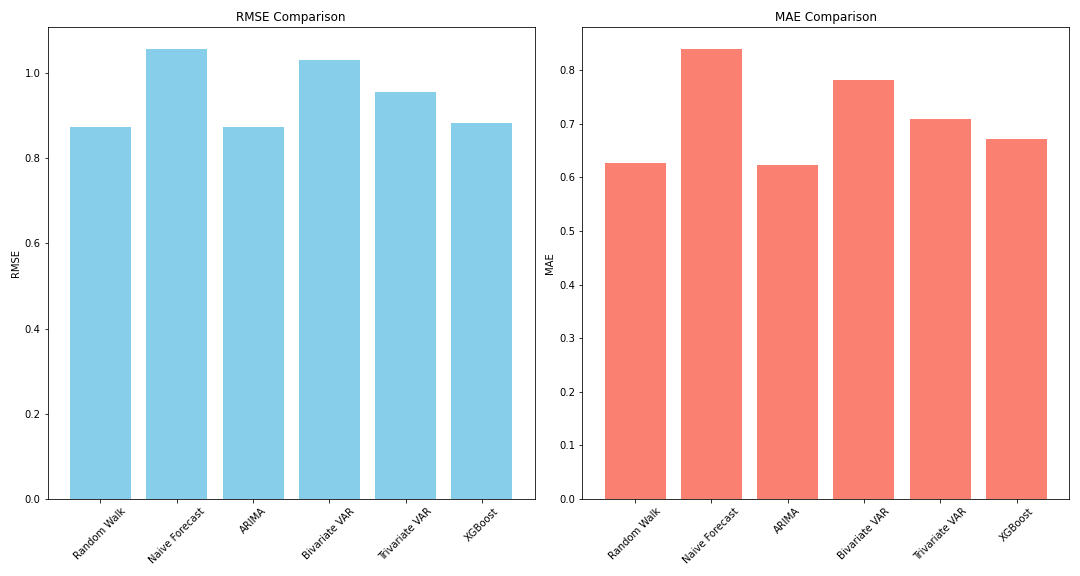 RMSE Comparison
RMSE
1.0
0.8
0.6
0.4
0.2
0.0
Random Walk
Naive Forecast
ARIMA
Bivariate VAR
Trivariate VAR
XGBoost
MAE Comparison
MAE
0.8
0.7
0.6
0.5
0.4
0.3
0.2
0.1
0.0
Random Walk
Naive Forecast
ARIMA
Bivariate VAR
Trivariate VAR
XGBoost